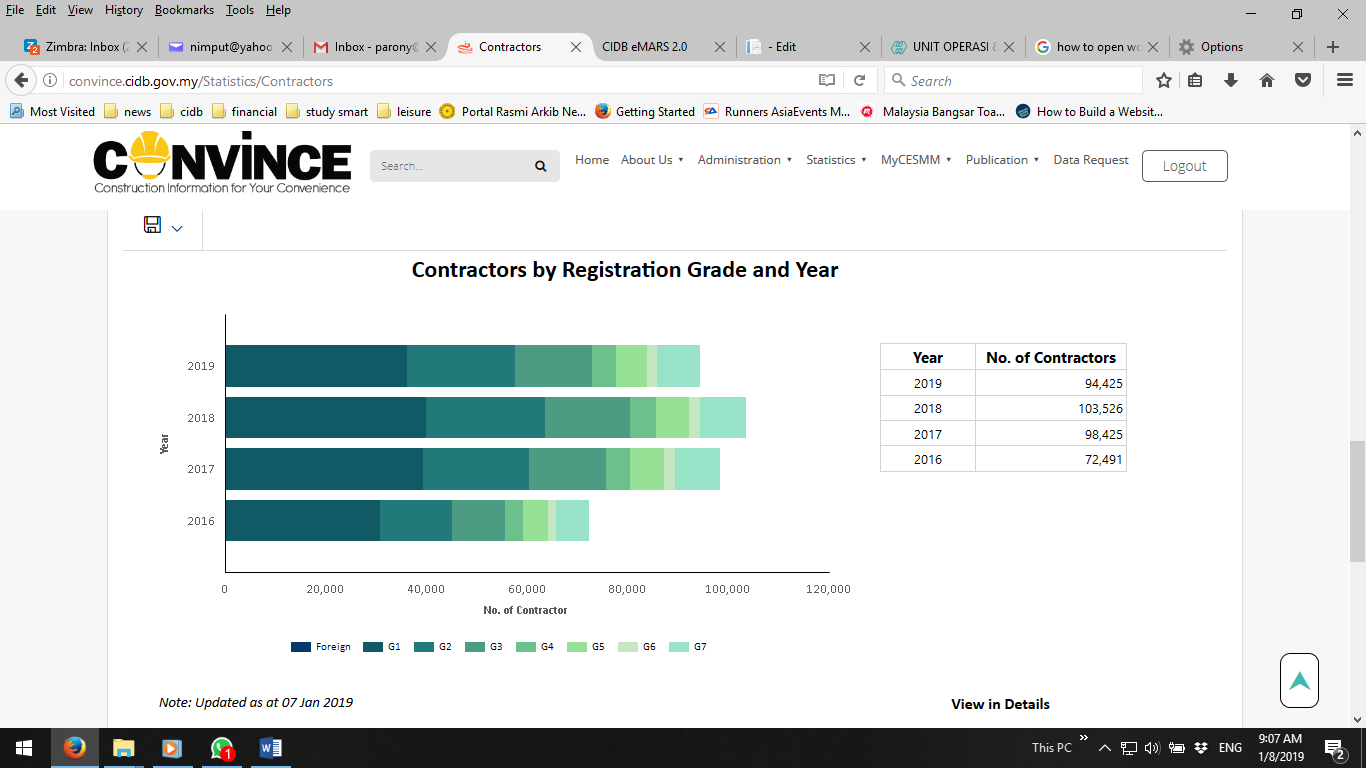 File Edit View History Bookmarks Tools Help
Zimbra: Inbox (2
nimput@yahoo
Inbox - parony@
Contractors
CIDB eMARS 2.0
- Edit
UNIT OPERASI &
how to open wo
Options
convince.cidb.gov.my/Statistics/Contractors
Search
Most Visited news cidb financial study smart leisure Portal Rasmi Arkib Ne... Getting Started Runners AsiaEvents M... Malaysia Bangsar Toa... How to Build a Websit...
CONVINCE
Construction Information for Your Convenience
Search...
Home About Us Administration Statistics MyCESMM Publication Data Request Logout
Contractors by Registration Grade and Year
Year
2019
2018
2017
2016
0 20,000 40,000 60,000 80,000 100,000 120,000
No. of Contractor
Foreign G1 G2 G3 G4 G5 G6 G7
Year No. of Contractors
2019 94,425
2018 103,526
2017 98,425
2016 72,491
Note: Updated as at 07 Jan 2019
View in Details
1
This PC
ENG
9:07 AM
1/8/2019
2